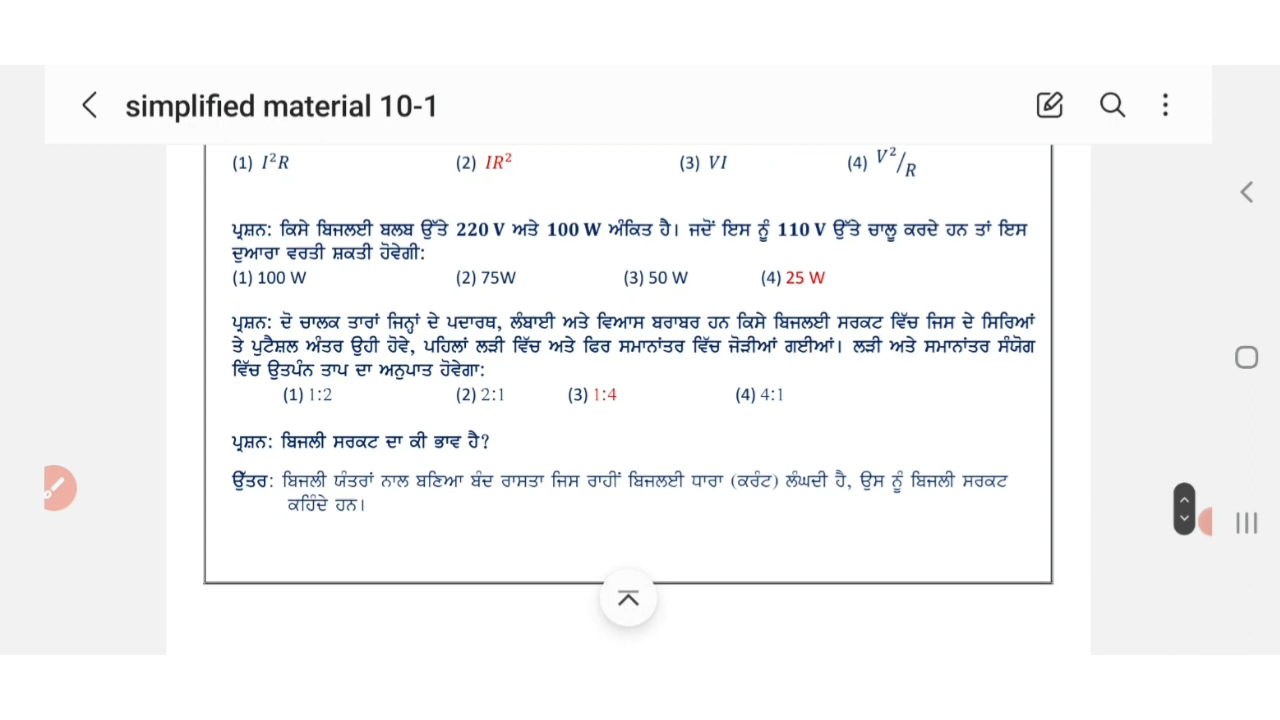 simplified material 10-1
(1) I²R (2) IR² (3) VI (4) V²/R
ਪ੍ਰਸ਼ਨ: ਕਿਸੇ ਬਿਜਲਈ ਬਲਬ ਉੱਤੇ 220 V ਅਤੇ 100 W ਅੰਕਿਤ ਹੈ। ਜਦੋਂ ਇਸ ਨੂੰ 110 V ਉੱਤੇ ਚਾਲੂ ਕਰਦੇ ਹਨ ਤਾਂ ਇਸ
ਦੁਆਰਾ ਵਰਤੀ ਸ਼ਕਤੀ ਹੋਵੇਗੀ:
(1) 100 W (2) 75W (3) 50 W (4) 25 W
ਪ੍ਰਸ਼ਨ: ਦੋ ਚਾਲਕ ਤਾਰਾਂ ਜਿਨ੍ਹਾਂ ਦੇ ਪਦਾਰਥ, ਲੰਬਾਈ ਅਤੇ ਵਿਆਸ ਬਰਾਬਰ ਹਨ ਕਿਸੇ ਬਿਜਲਈ ਸਰਕਟ ਵਿੱਚ ਜਿਸ ਦੇ ਸਿਰਿਆਂ
ਤੇ ਪੁਟੈਸ਼ਲ ਅੰਤਰ ਉਹੀ ਹੋਵੇ, ਪਹਿਲਾਂ ਲੜੀ ਵਿੱਚ ਅਤੇ ਫਿਰ ਸਮਾਨਾਂਤਰ ਵਿੱਚ ਜੋੜੀਆਂ ਗਈਆਂ। ਲੜੀ ਅਤੇ ਸਮਾਨਾਂਤਰ ਸੰਯੋਗ
ਵਿੱਚ ਉਤਪੰਨ ਤਾਪ ਦਾ ਅਨੁਪਾਤ ਹੋਵੇਗਾ:
(1) 1:2 (2) 2:1 (3) 1:4 (4) 4:1
ਪ੍ਰਸ਼ਨ: ਬਿਜਲੀ ਸਰਕਟ ਦਾ ਕੀ ਭਾਵ ਹੈ?
ਉੱਤਰ: ਬਿਜਲੀ ਯੰਤਰਾਂ ਨਾਲ ਬਣਿਆ ਬੰਦ ਰਾਸਤਾ ਜਿਸ ਰਾਹੀਂ ਬਿਜਲਈ ਧਾਰਾ (ਕਰੰਟ) ਲੰਘਦੀ ਹੈ, ਉਸ ਨੂੰ ਬਿਜਲੀ ਸਰਕਟ
ਕਹਿੰਦੇ ਹਨ।